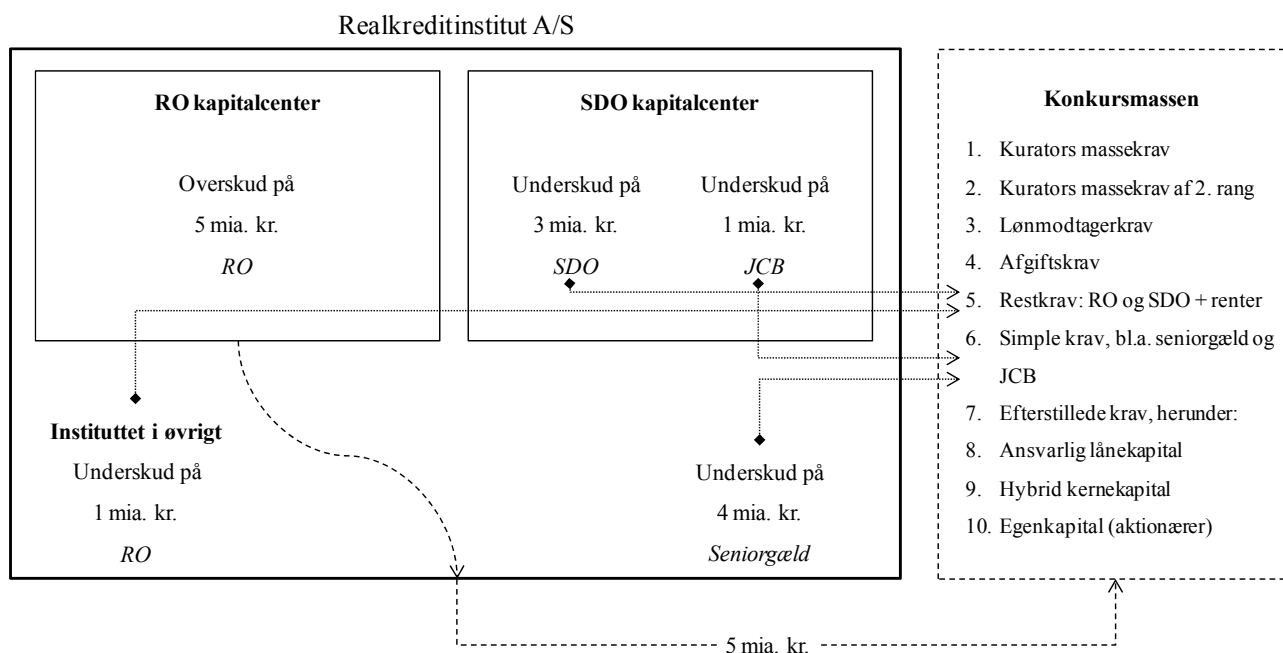 Realkreditinstitut A/S
RO kapitalcenter
Overskud på
5 mia. kr.
RO
SDO kapitalcenter
Underskud på
3 mia. kr.
SDO
Underskud på
1 mia. kr.
JCB
Instituttet i øvrigt
Underskud på
1 mia. kr.
RO
Underskud på
4 mia. kr.
Seniorgæld
Konkursmassen
1. Kurators massekrav
2. Kurators massekrav af 2. rang
3. Lønmodtagerkrav
4. Afgiftskrav
5. Restkrav: RO og SDO + renter
6. Simple krav, bl.a. seniorgæld og
JCB
7. Efterstillede krav, herunder:
8. Ansvarlig lånekapital
9. Hybrid kernekapital
10. Egenkapital (aktionærer)
5 mia. kr.